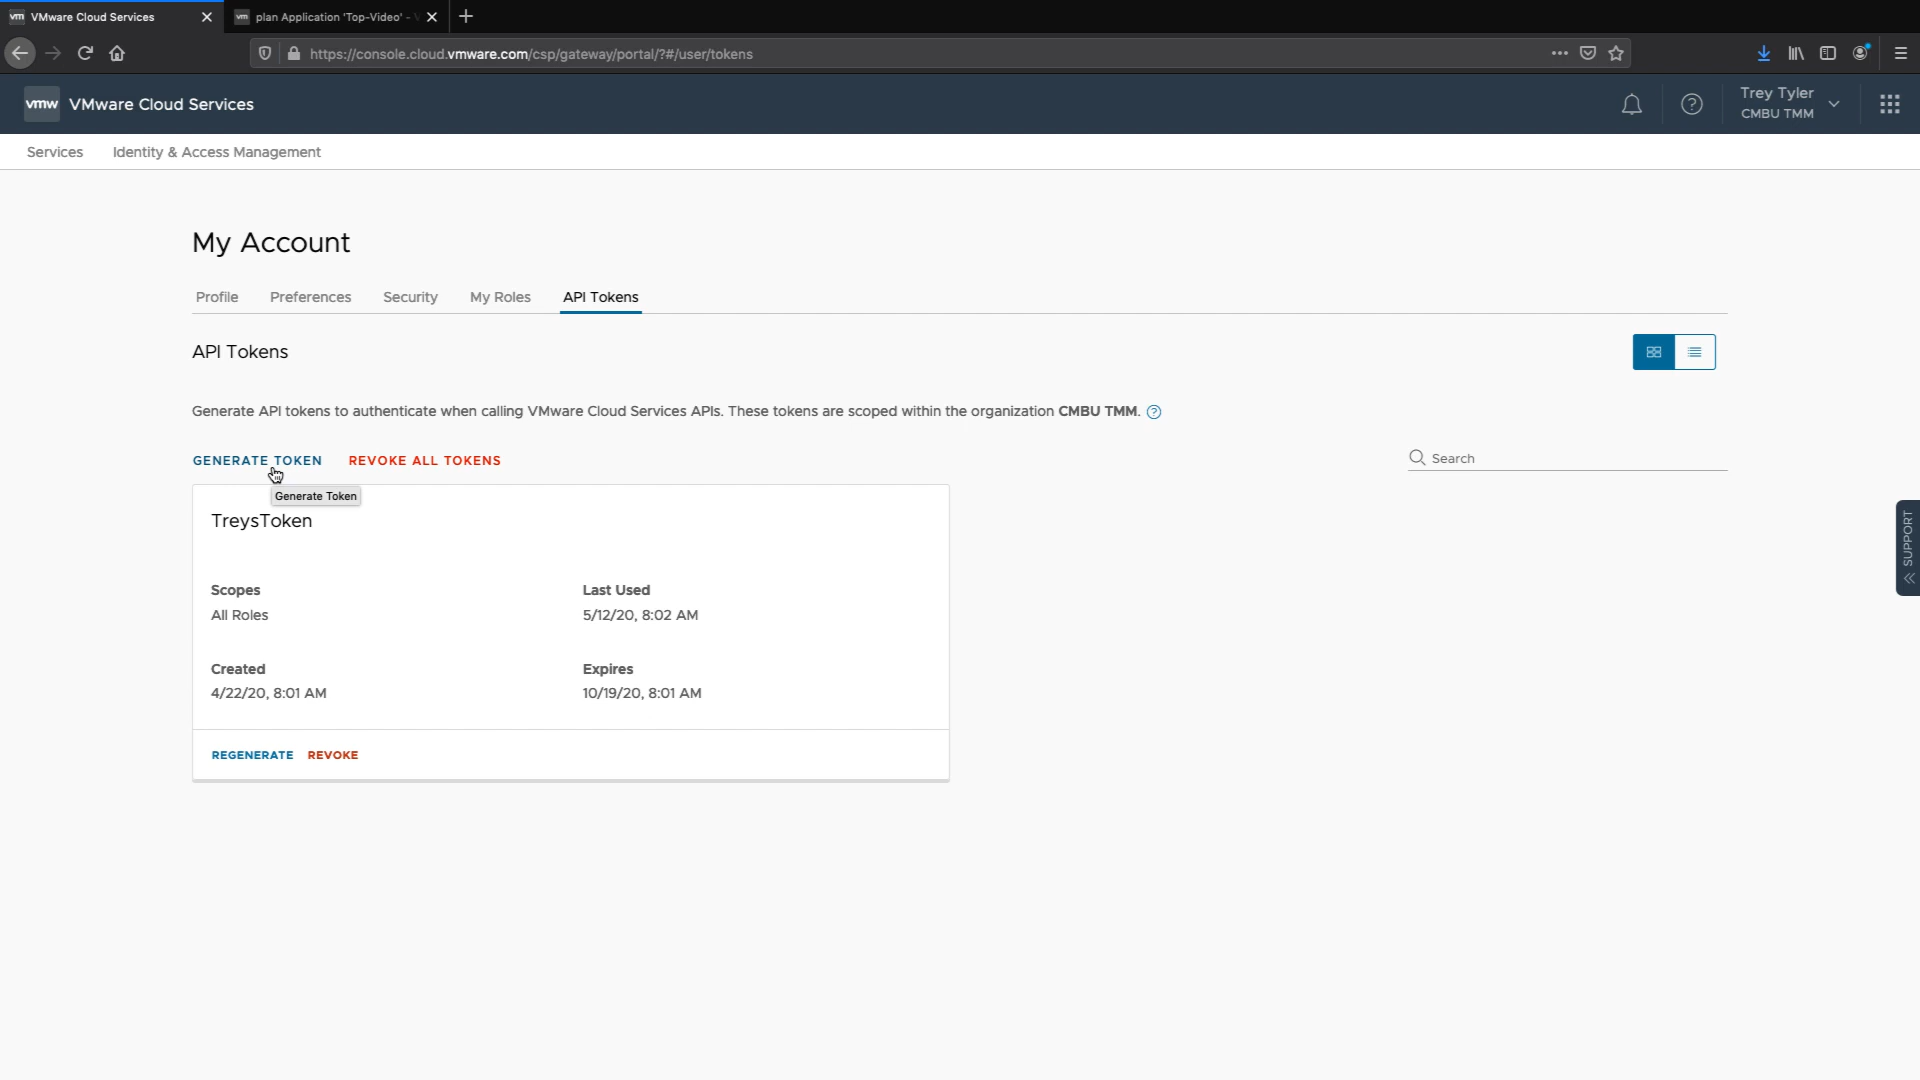 vm VMware Cloud Services
vm plan Application 'Top-Video' -
https://console.cloud.vmware.com/csp/gateway/portal/?#/user/tokens
vmw VMware Cloud Services
Trey Tyler
CMBU TMM
Services Identity & Access Management
My Account
Profile Preferences Security My Roles API Tokens
API Tokens
Generate API tokens to authenticate when calling VMware Cloud Services APIs. These tokens are scoped within the organization CMBU TMM. ?
GENERATE TOKEN REVOKE ALL TOKENS
Search
Generate Token
TreysToken
SUPPORT
Scopes Last Used
All Roles 5/12/20, 8:02 AM
Created Expires
4/22/20, 8:01 AM 10/19/20, 8:01 AM
REGENERATE REVOKE